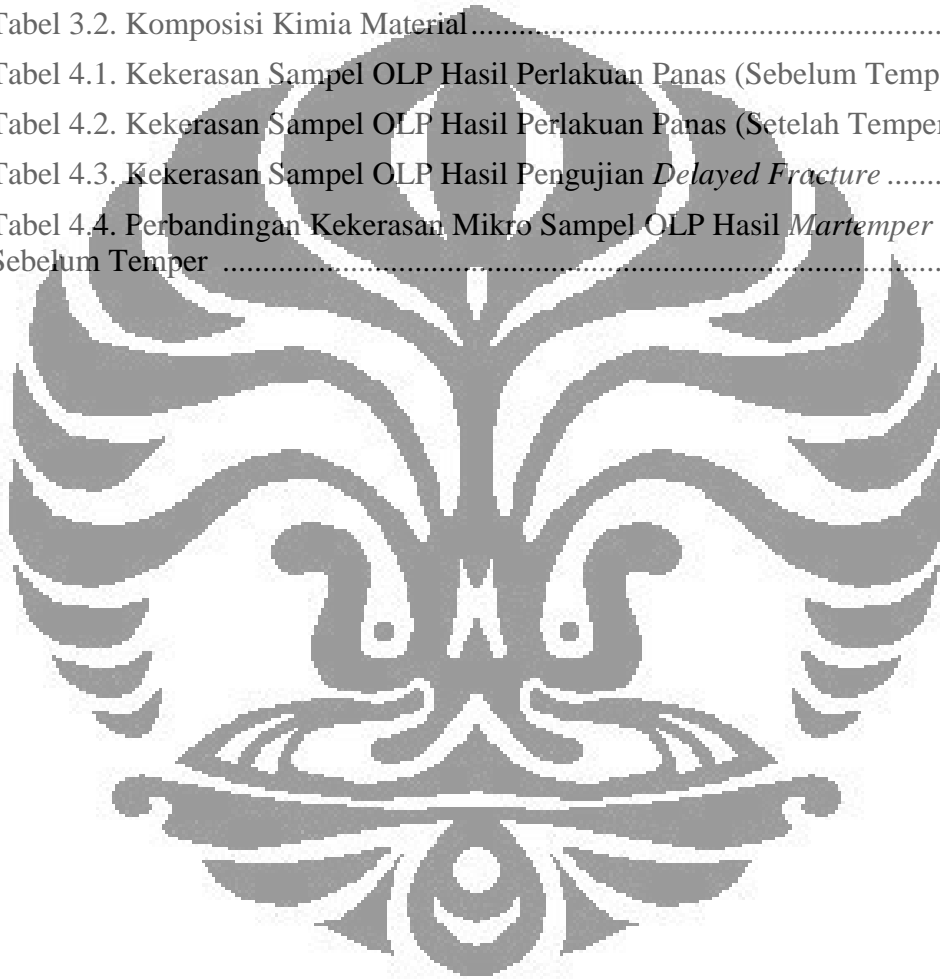 Tabel 3.2. Komposisi Kimia Material..........................................................
Tabel 4.1. Kekerasan Sampel OLP Hasil Perlakuan Panas (Sebelum Temp
Tabel 4.2. Kekerasan Sampel OLP Hasil Perlakuan Panas (Setelah Temper
Tabel 4.3. Kekerasan Sampel OLP Hasil Pengujian Delayed Fracture .......
Tabel 4.4. Perbandingan Kekerasan Mikro Sampel OLP Hasil Martemper
Sebelum Temper ...........................................................................................